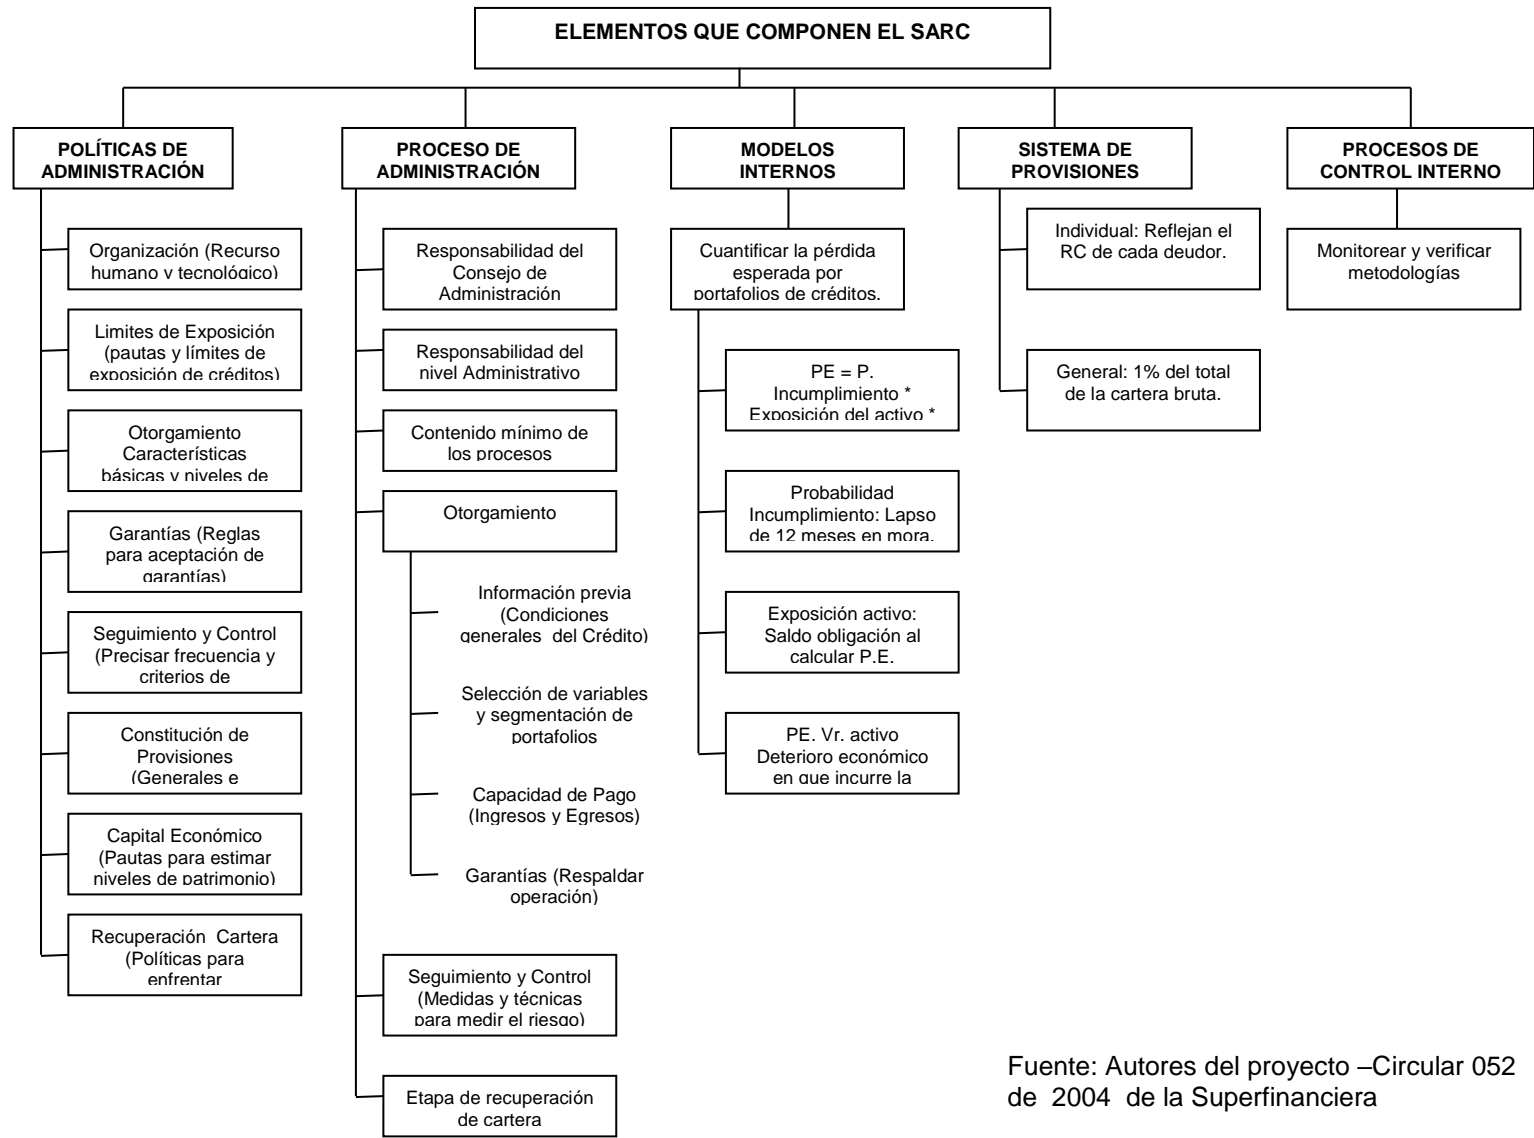 ELEMENTOS QUE COMPONEN EL SARC
POLÍTICAS DE
ADMINISTRACIÓN
Organización (Recurso
humano y tecnológico)
Limites de Exposición
(pautas y límites de
exposición de créditos)
Otorgamiento
Características
básicas y niveles de
Garantías (Reglas
para aceptación de
garantías)
Seguimiento y Control
(Precisar frecuencia y
criterios de
Constitución de
Provisiones
(Generales e
Capital Económico
(Pautas para estimar
niveles de patrimonio)
Recuperación Cartera
(Políticas para
enfrentar
PROCESO DE
ADMINISTRACIÓN
Responsabilidad del
Consejo de
Administración
Responsabilidad del
nivel Administrativo
Contenido mínimo de
los procesos
Otorgamiento
Información previa
(Condiciones
generales del Crédito)
Selección de variables
y segmentación de
portafolios
Capacidad de Pago
(Ingresos y Egresos)
Garantías (Respaldar
operación)
Seguimiento y Control
(Medidas y técnicas
para medir el riesgo)
Etapa de recuperación
de cartera
MODELOS
INTERNOS
Cuantificar la pérdida
esperada por
portafolios de créditos.
PE = P.
Incumplimiento *
Exposición del activo *
Probabilidad
Incumplimiento: Lapso
de 12 meses en mora.
Exposición activo:
Saldo obligación al
calcular P.E.
PE. Vr. activo
Deterioro económico
en que incurre la
SISTEMA DE
PROVISIONES
Individual: Reflejan el
RC de cada deudor.
General: 1% del total
de la cartera bruta.
PROCESOS DE
CONTROL INTERNO
Monitorear y verificar
metodologías
Fuente: Autores del proyecto –Circular 052
de 2004 de la Superfinanciera